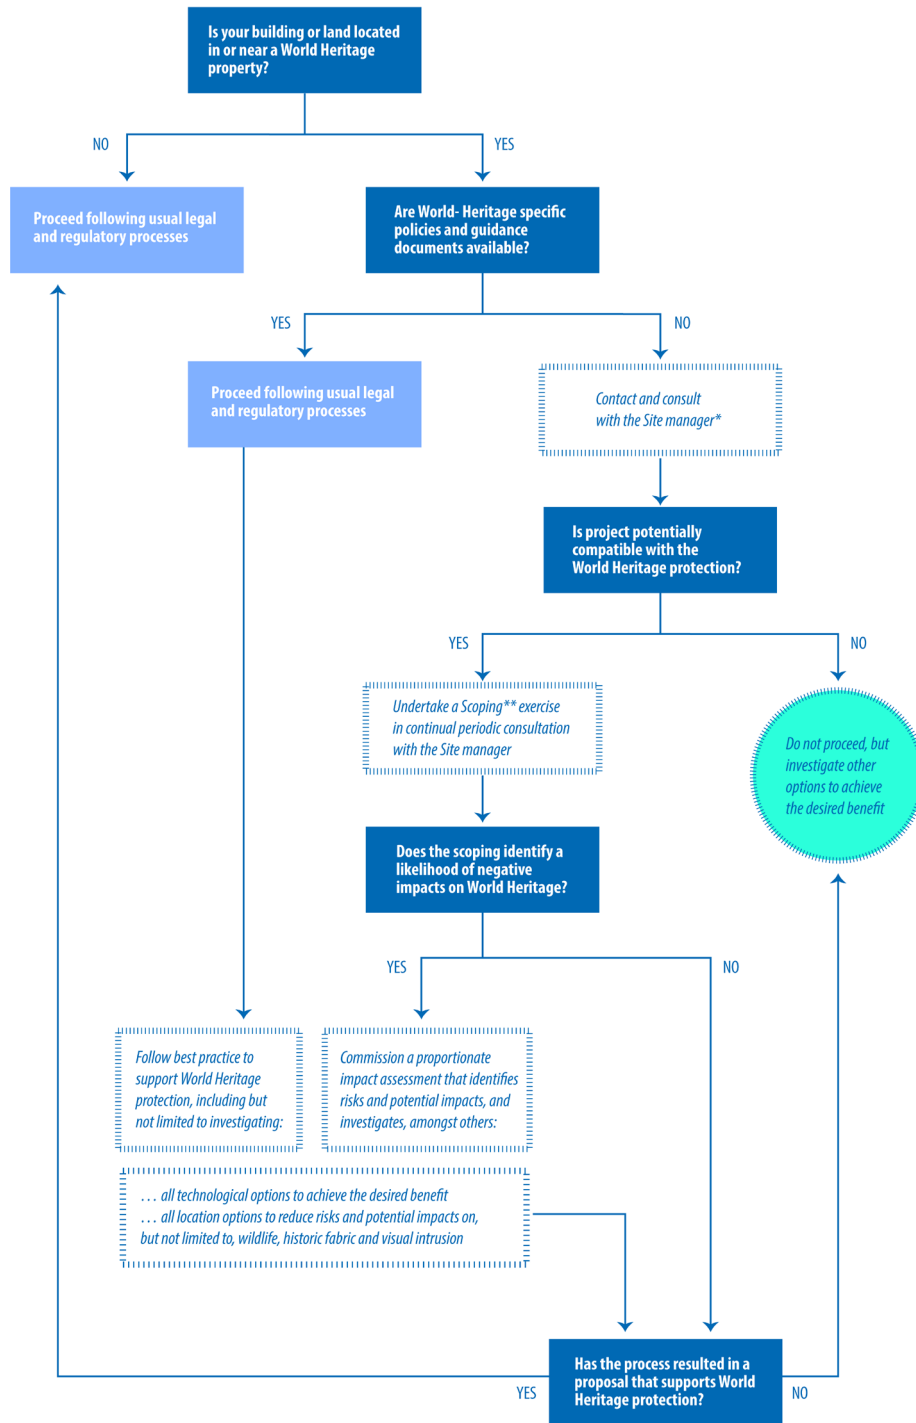 Is your building or land located
in or near a World Heritage
property?
NO
YES
Proceed following usual legal
and regulatory processes
Are World- Heritage specific
policies and guidance
documents available?
YES
NO
Proceed following usual legal
and regulatory processes
Contact and consult
with the Site manager*
Is project potentially
compatible with the
World Heritage protection?
YES
NO
Undertake a Scoping** exercise
in continual periodic consultation
with the Site manager
Do not proceed, but
investigate other
options to achieve
the desired benefit
Does the scoping identify a
likelihood of negative
impacts on World Heritage?
YES
NO
Follow best practice to
support World Heritage
protection, including but
not limited to investigating:
Commission a proportionate
impact assessment that identifies
risks and potential impacts, and
investigates, amongst others:
… all technological options to achieve the desired benefit
… all location options to reduce risks and potential impacts on,
but not limited to, wildlife, historic fabric and visual intrusion
Has the process resulted in a
proposal that supports World
Heritage protection?
YES
NO